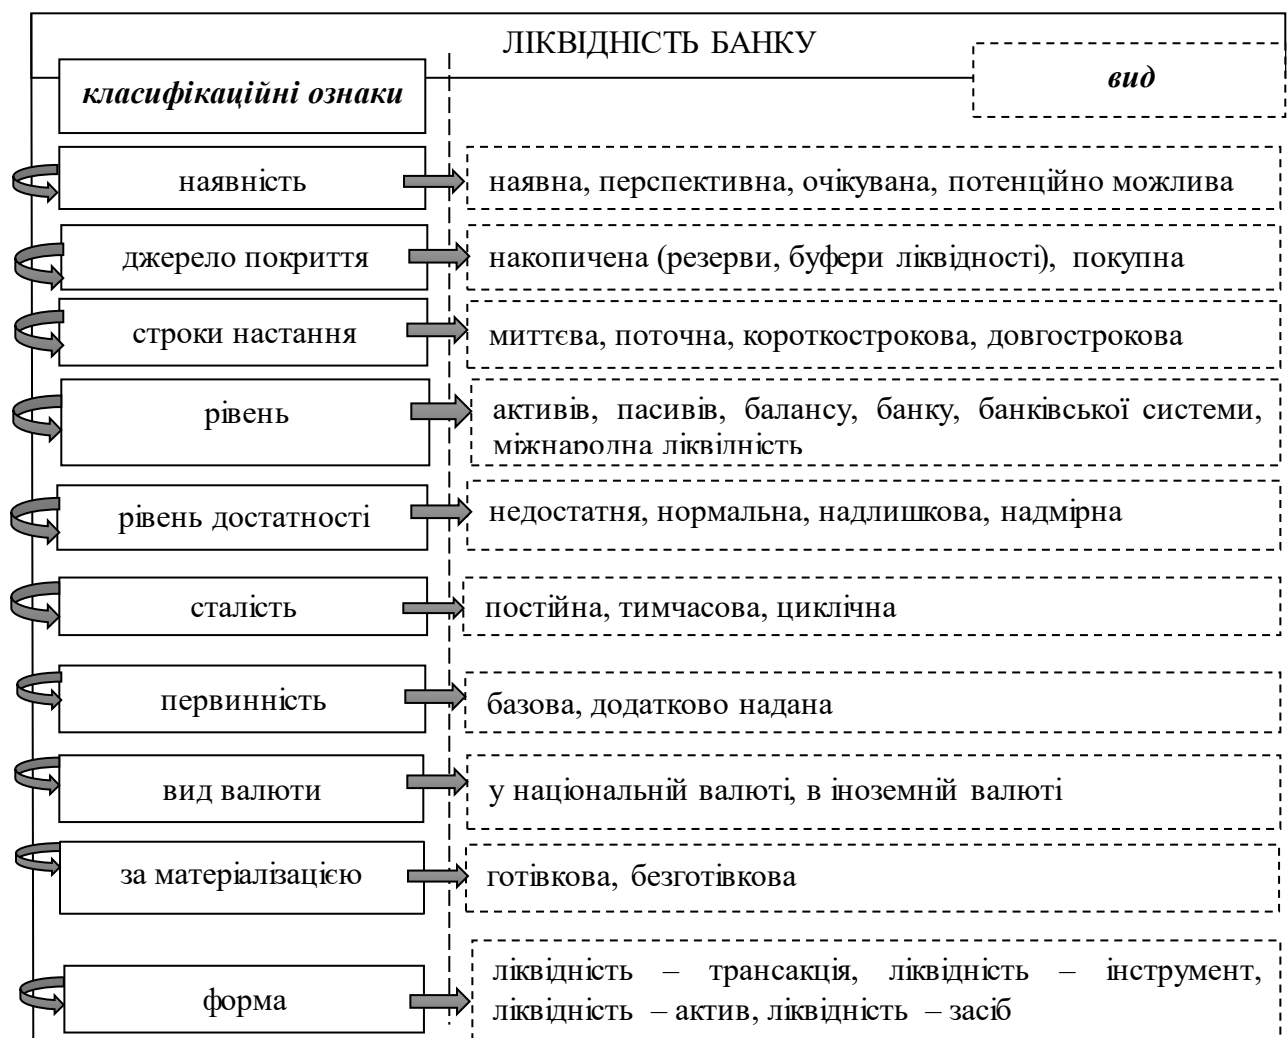 ЛІКВІДНІСТЬ БАНКУ
класифікаційні ознаки
вид
наявність
наявна, перспективна, очікувана, потенційно можлива
джерело покриття
накопичена (резерви, буфери ліквідності), покупна
строки настання
миттєва, поточна, короткострокова, довгострокова
рівень
активів, пасивів, балансу, банку, банківської системи,
міжнародна ліквідність
рівень достатності
недостатня, нормальна, надлишкова, надмірна
сталість
постійна, тимчасова, циклічна
первинність
базова, додатково надана
вид валюти
у національній валюті, в іноземній валюті
за матеріалізацією
готівкова, безготівкова
форма
ліквідність – трансакція, ліквідність – інструмент,
ліквідність – актив, ліквідність – засіб